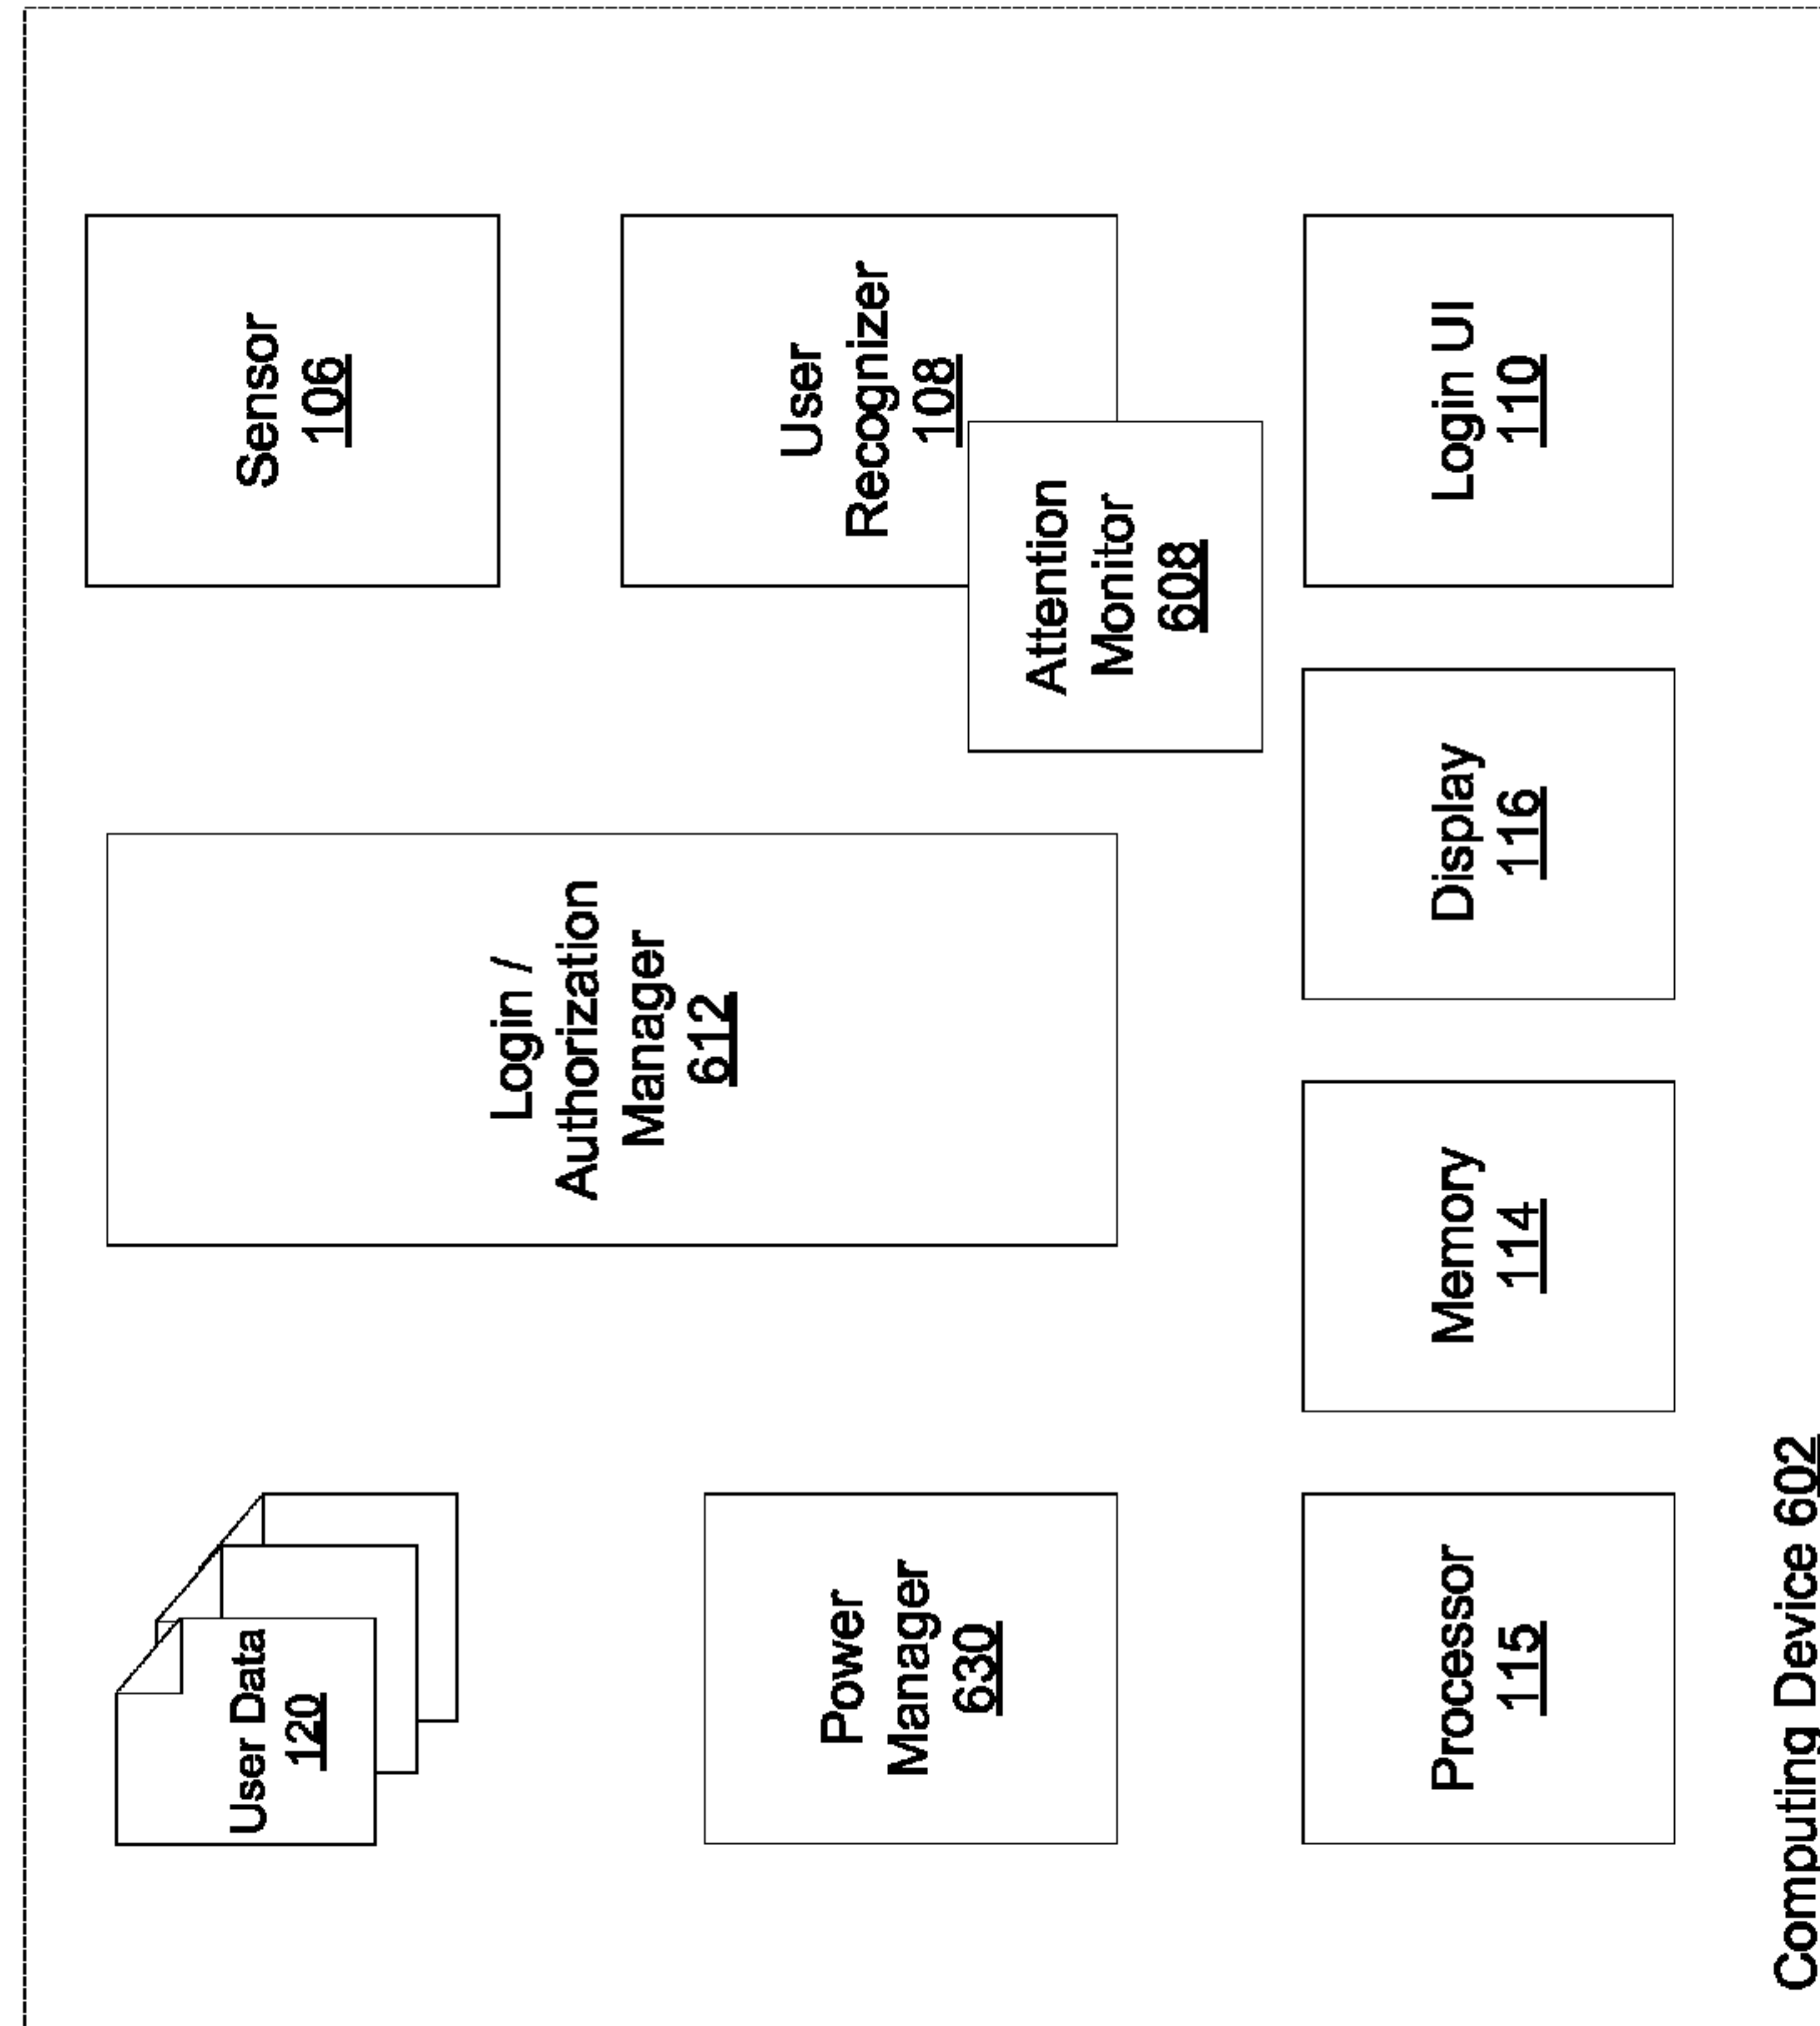 User Data
120
Login /
Authorization
Manager
612
Sensor
106
Power
Manager
630
User
Recognizer
108
Attention
Monitor
608
Processor
115
Memory
114
Display
116
Login UI
110
Computing Device 602